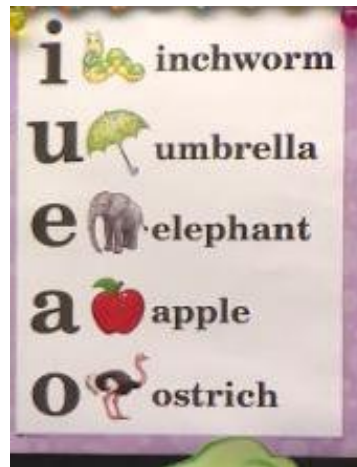 i inchworm
u umbrella
e elephant
a apple
o ostrich